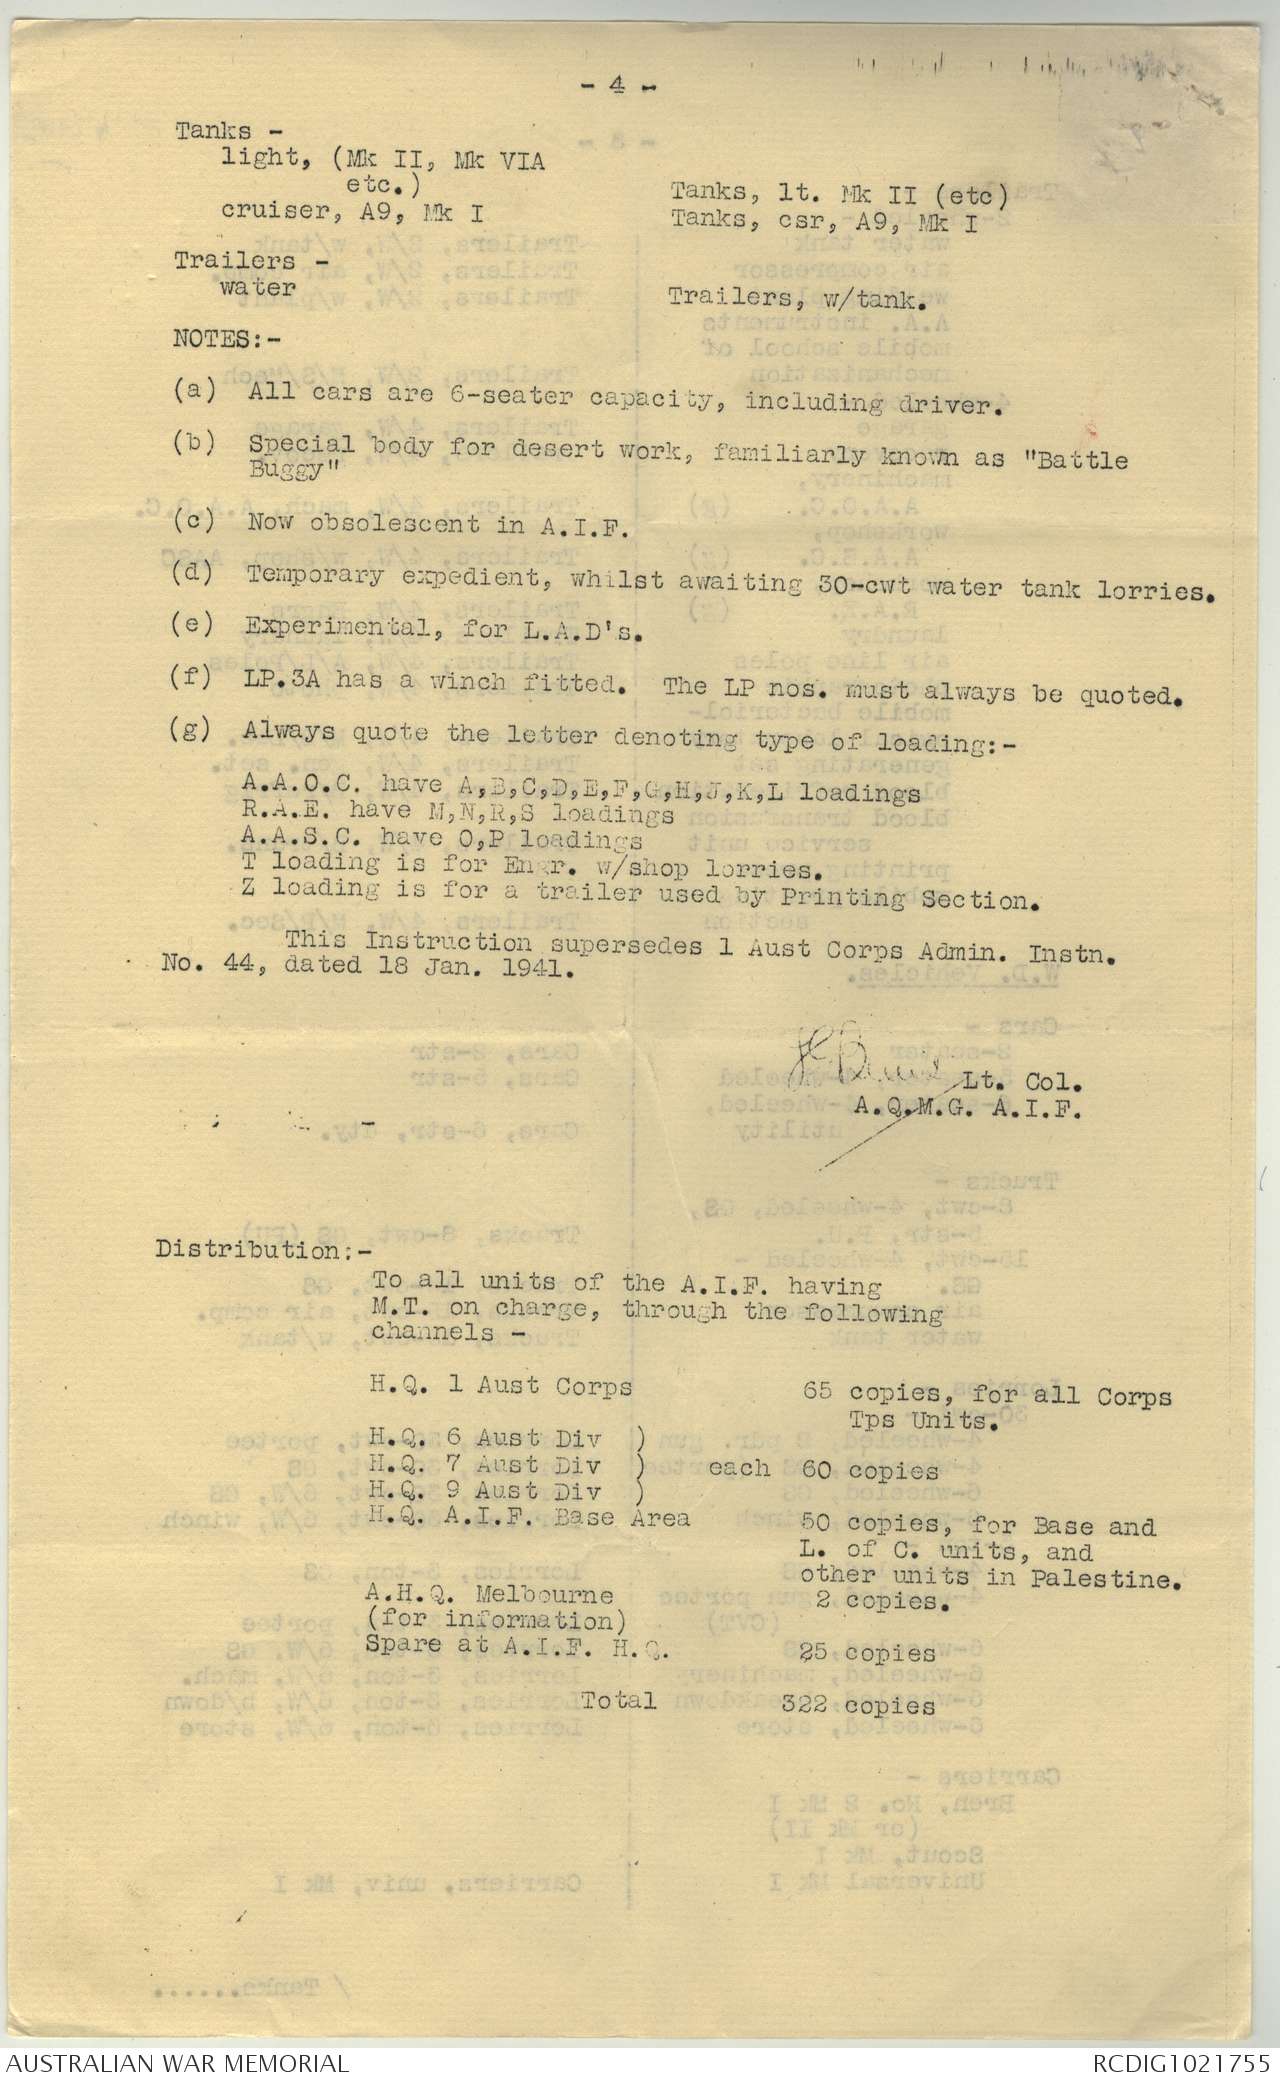 - 4 -
Tanks -
light, (Mk II, Mk VIA
etc.)
Tanks, lt. Mk II (etc)
cruiser, A9, Mk I
Tanks, csr, A9, Mk I
Trailers -
water
Trailers, w/tank.
NOTES:-
(a) All cars are 6-seater capacity, including driver.
(b) Special body for desert work, familiarly known as "Battle
Buggy"
(c) Now obsolescent in A.I.F.
(d) Temporary expedient, whilst awaiting 30-cwt water tank lorries.
(e) Experimental, for L.A.D's.
(f) LP.3A has a winch fitted. The LP nos. must always be quoted.
(g) Always quote the letter denoting type of loading:-
A.A.O.C. have A,B,C,D,E,F,G,H,J,K,L loadings
R.A.E. have M,N,R,S loadings
A.A.S.C. have O,P loadings
T loading is for Engr. w/shop lorries.
Z loading is for a trailer used by Printing Section.
This Instruction supersedes 1 Aust Corps Admin. Instn.
No. 44, dated 18 Jan. 1941.
Lt. Col.
A.Q.M.G. A.I.F.
Distribution:-
To all units of the A.I.F. having
M.T. on charge, through the following
channels -
H.Q. 1 Aust Corps 65 copies, for all Corps
Tps Units.
H.Q. 6 Aust Div )
H.Q. 7 Aust Div ) each 60 copies
H.Q. 9 Aust Div )
H.Q. A.I.F. Base Area 50 copies, for Base and
L. of C. units, and
other units in Palestine.
A.H.Q. Melbourne 2 copies.
(for information)
Spare at A.I.F. H.Q. 25 copies
Total 322 copies
AUSTRALIAN WAR MEMORIAL RCDIG1021755